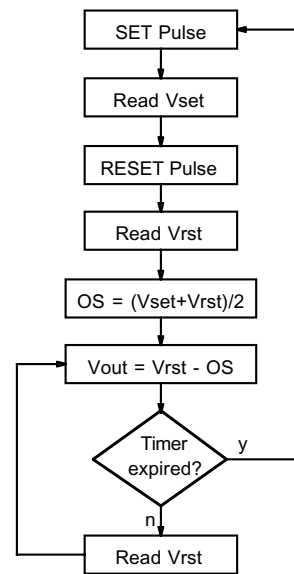 SET Pulse
Read Vset
RESET Pulse
Read Vrst
OS = (Vset+Vrst)/2
Vout = Vrst - OS
Timer
expired?
y
n
Read Vrst